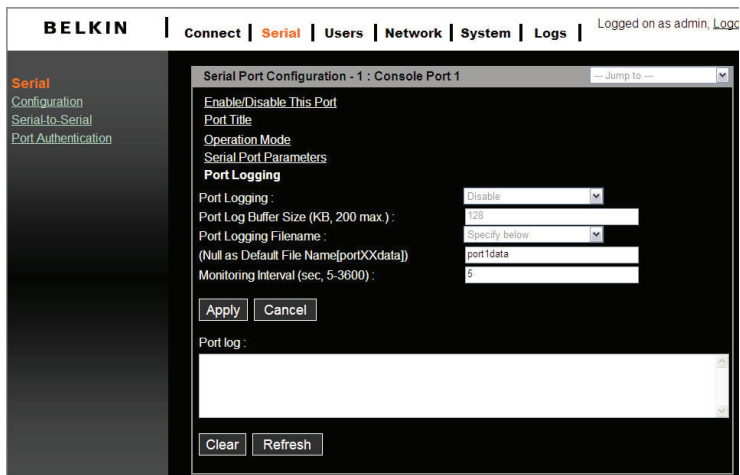 BELKIN
Connect | Serial | Users | Network | System | Logs |
Logged on as admin,
Serial
Configuration
Serial-to-Serial
Port Authentication
Serial Port Configuration - 1 : Console Port 1
--- Jump to ---
Enable/Disable This Port
Port Title
Operation Mode
Serial Port Parameters
Port Logging
Port Logging : Disable
Port Log Buffer Size (KB, 200 max.) : 128
Port Logging Filename : Specify below
(Null as Default File Name[portXXdata]) port1data
Monitoring Interval (sec, 5-3600) : 5
Apply Cancel
Port log :
Clear Refresh